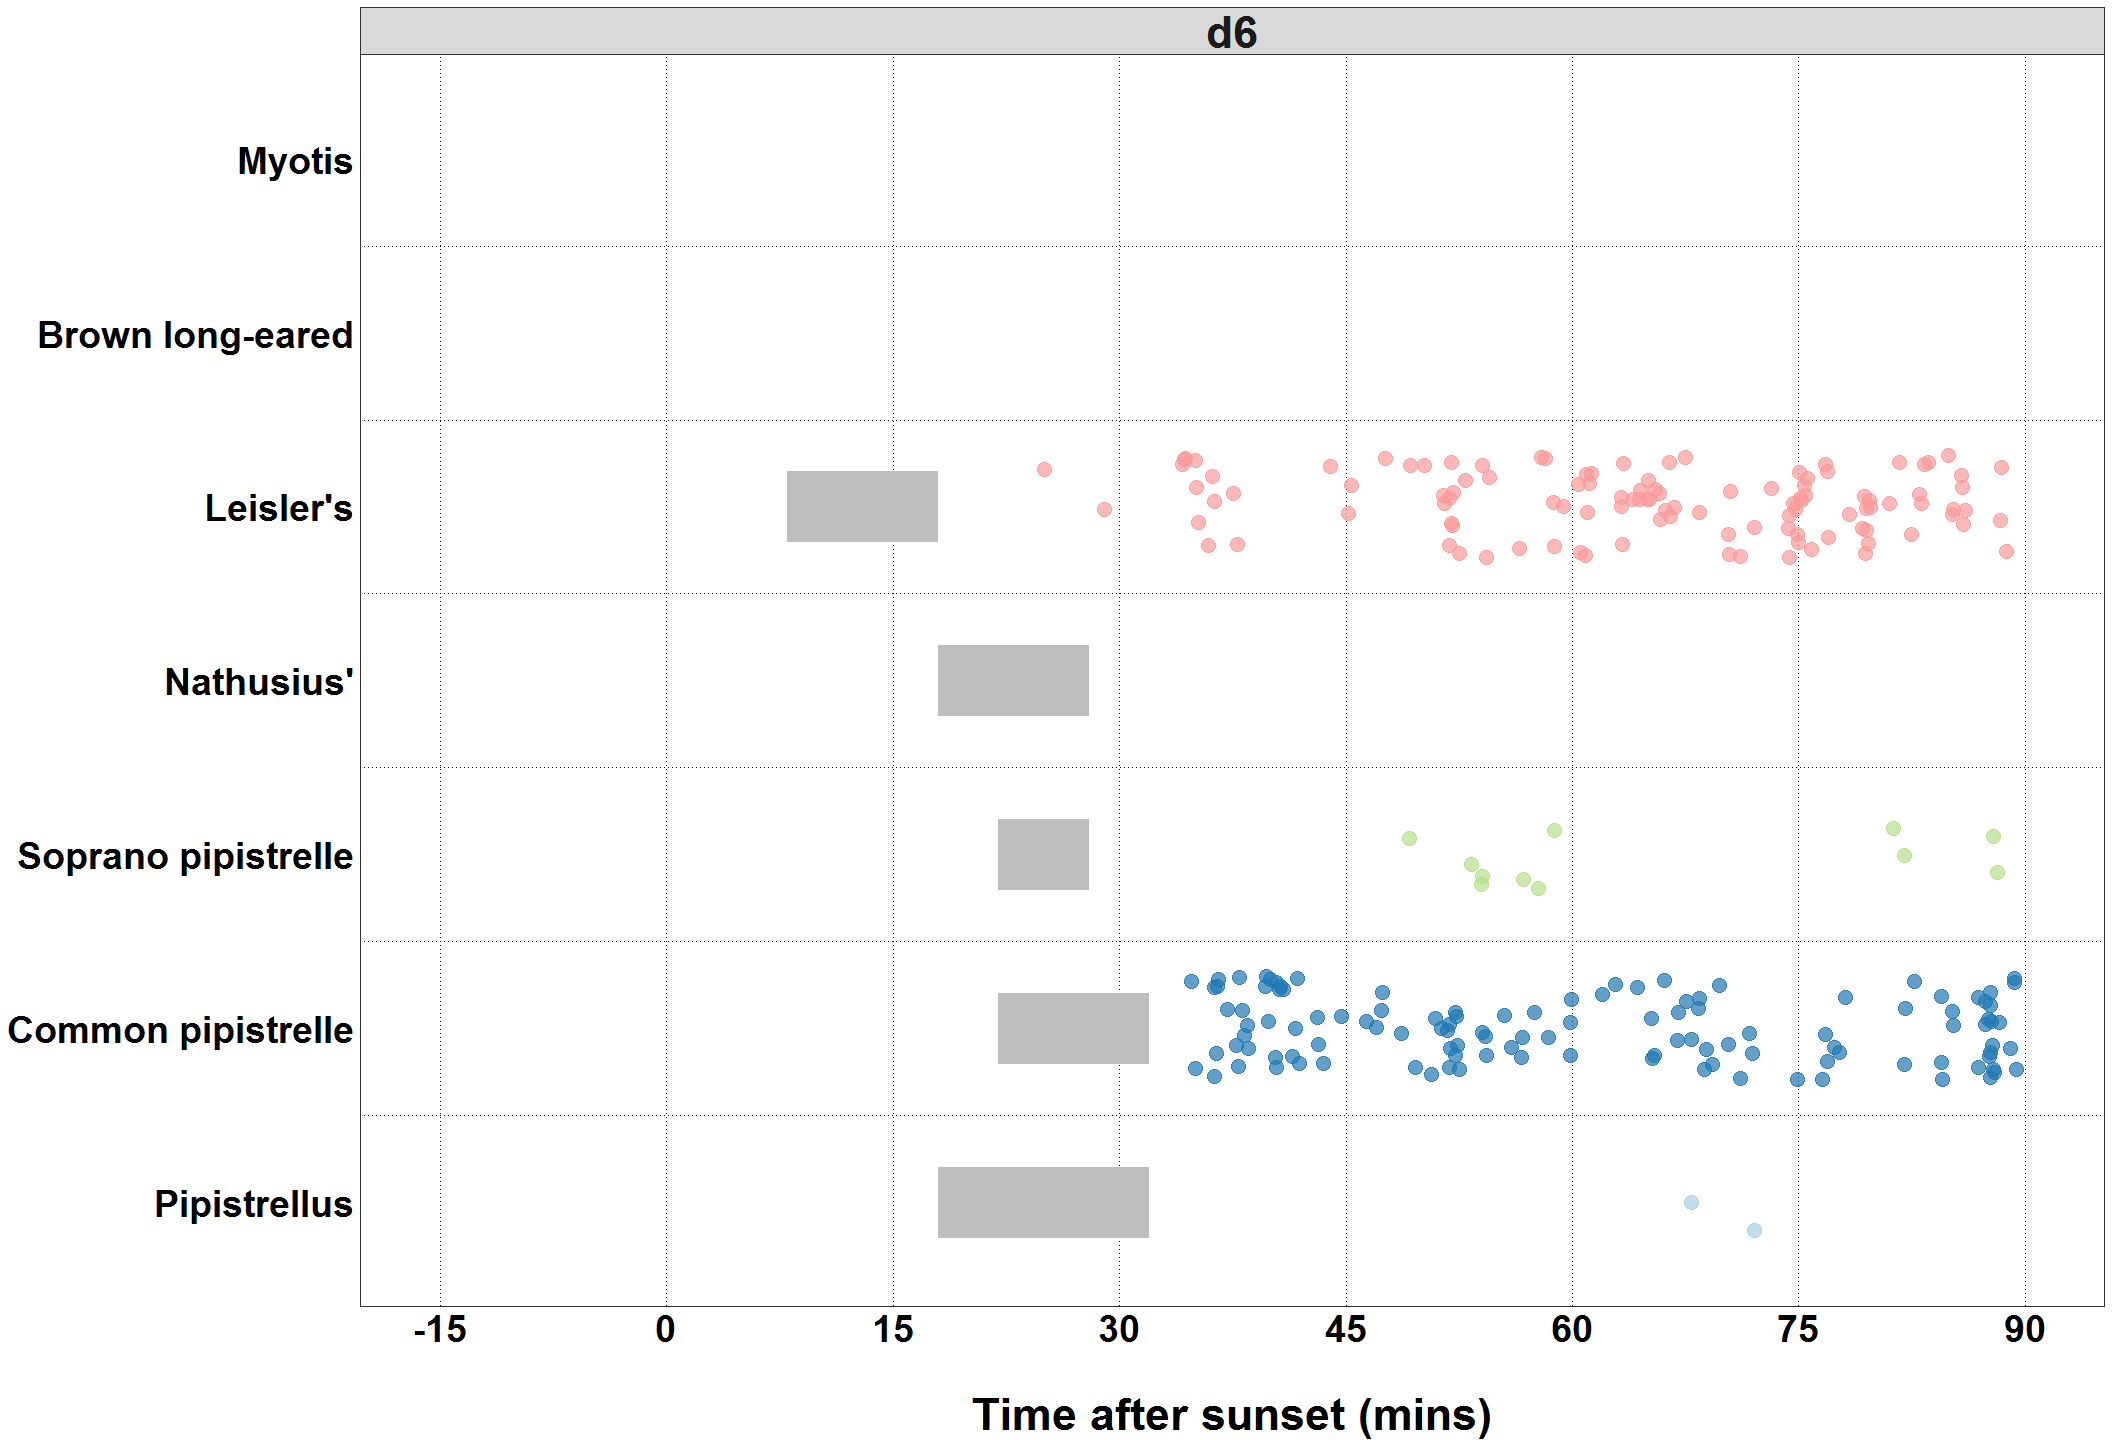 d6
Myotis
Brown long-eared
Leisler's
Nathusius'
Soprano pipistrelle
Common pipistrelle
Pipistrellus
-15 0 15 30 45 60 75 90
Time after sunset (mins)